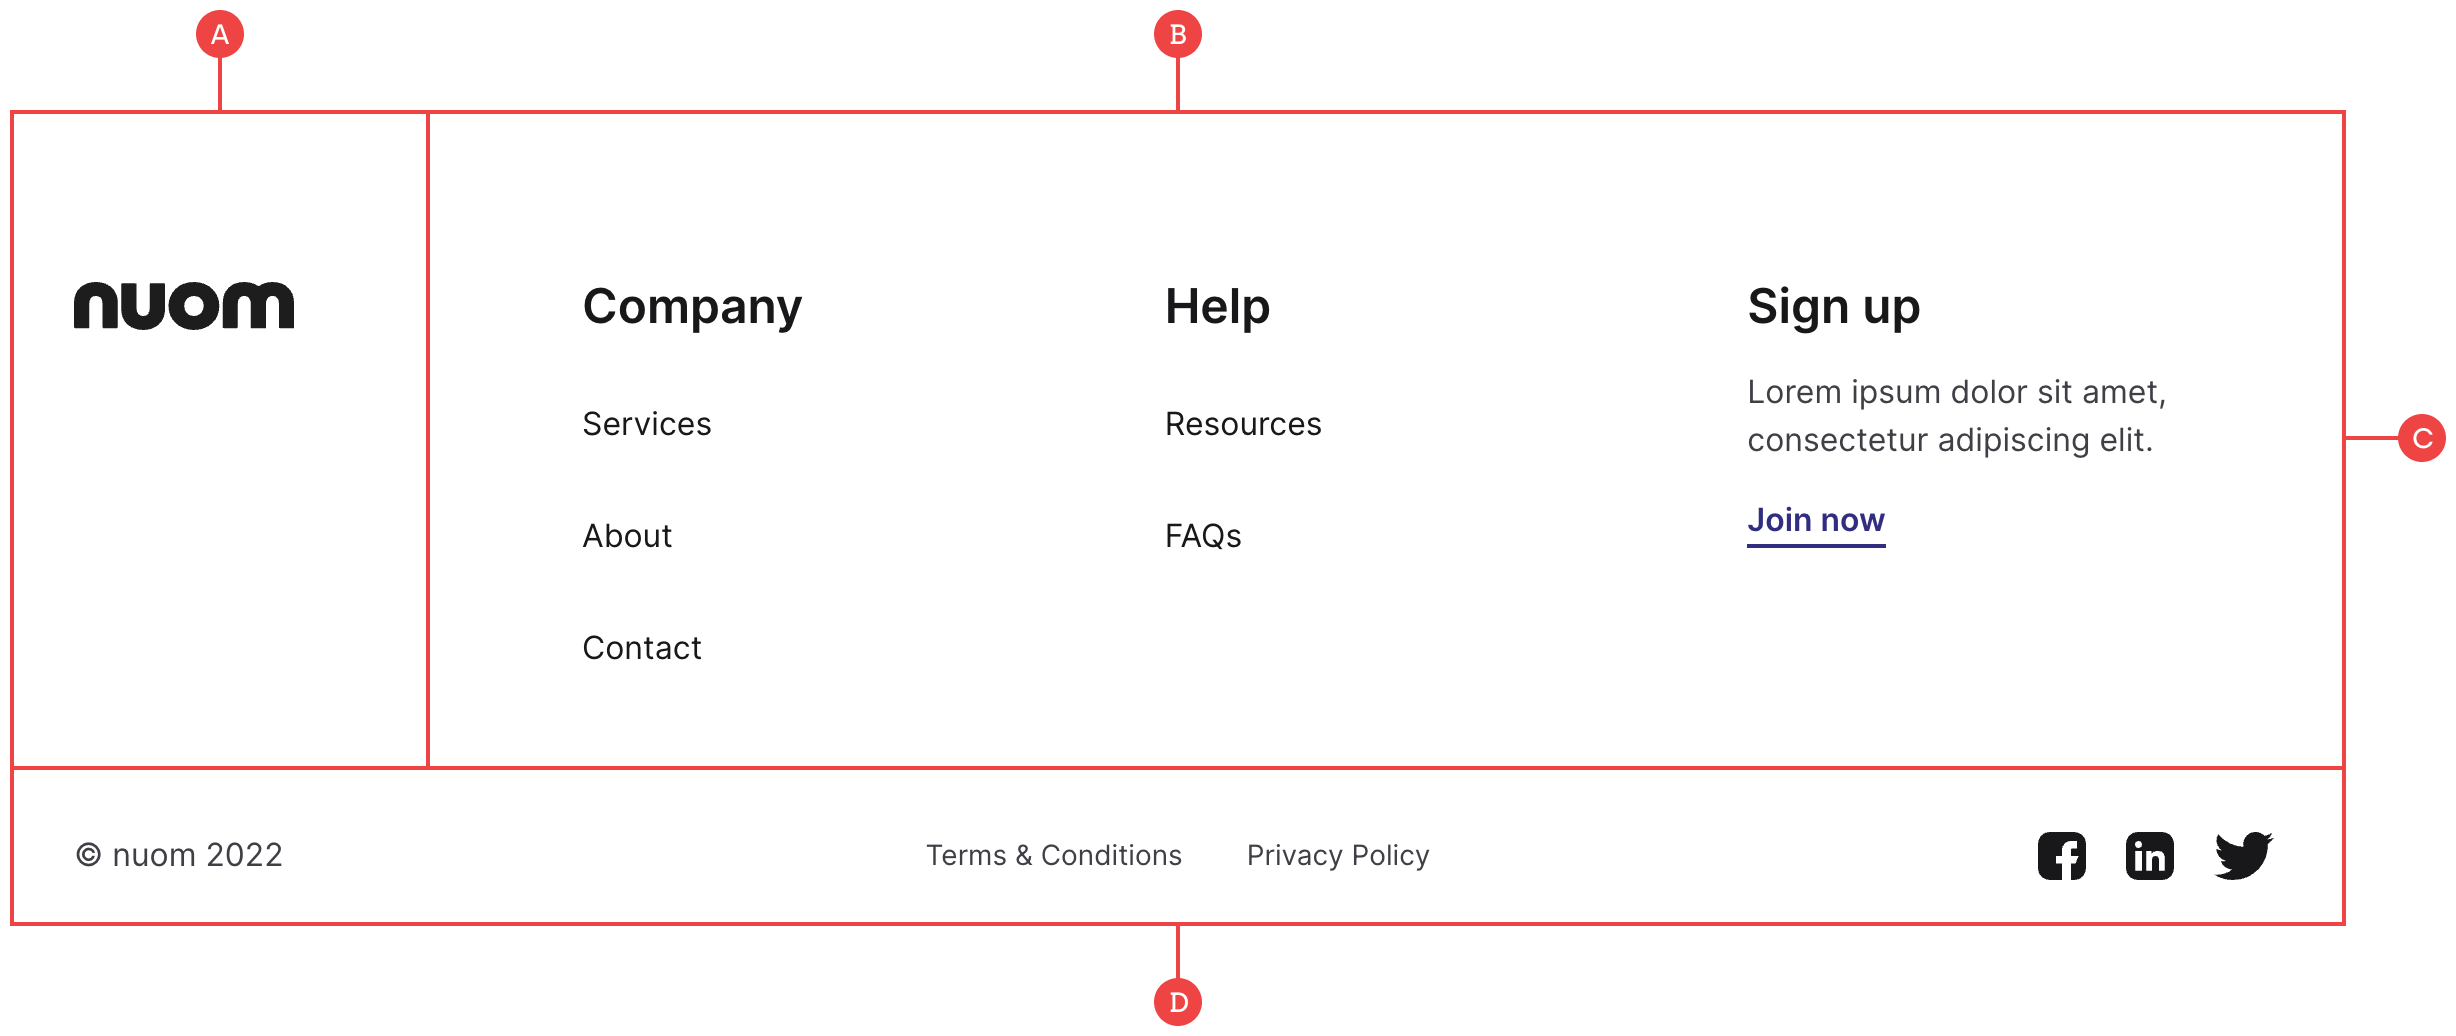 A
B
nuom
Company
Services
About
Contact
Help
Resources
FAQs
Sign up
Lorem ipsum dolor sit amet,
consectetur adipiscing elit.
Join now
C
© nuom 2022
Terms & Conditions
Privacy Policy
f
in
D